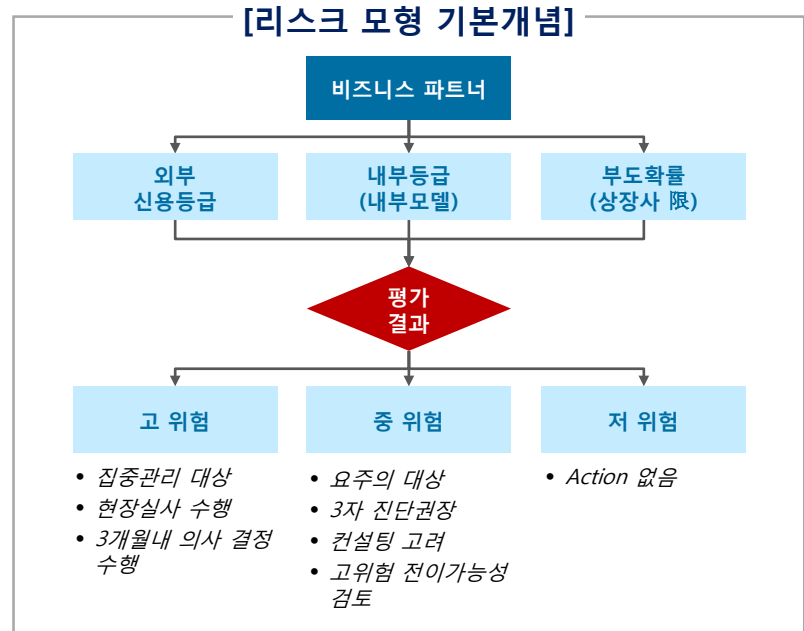 [리스크 모형 기본개념]
비즈니스 파트너
외부
신용등급
내부등급
(내부모델)
부도확률
(상장사 限)
평가
결과
고 위험
중 위험
저 위험
• 집중관리 대상
• 현장실사 수행
• 3개월내 의사 결정
수행
• 요주의 대상
• 3자 진단권장
• 컨설팅 고려
• 고위험 전이가능성
검토
• Action 없음